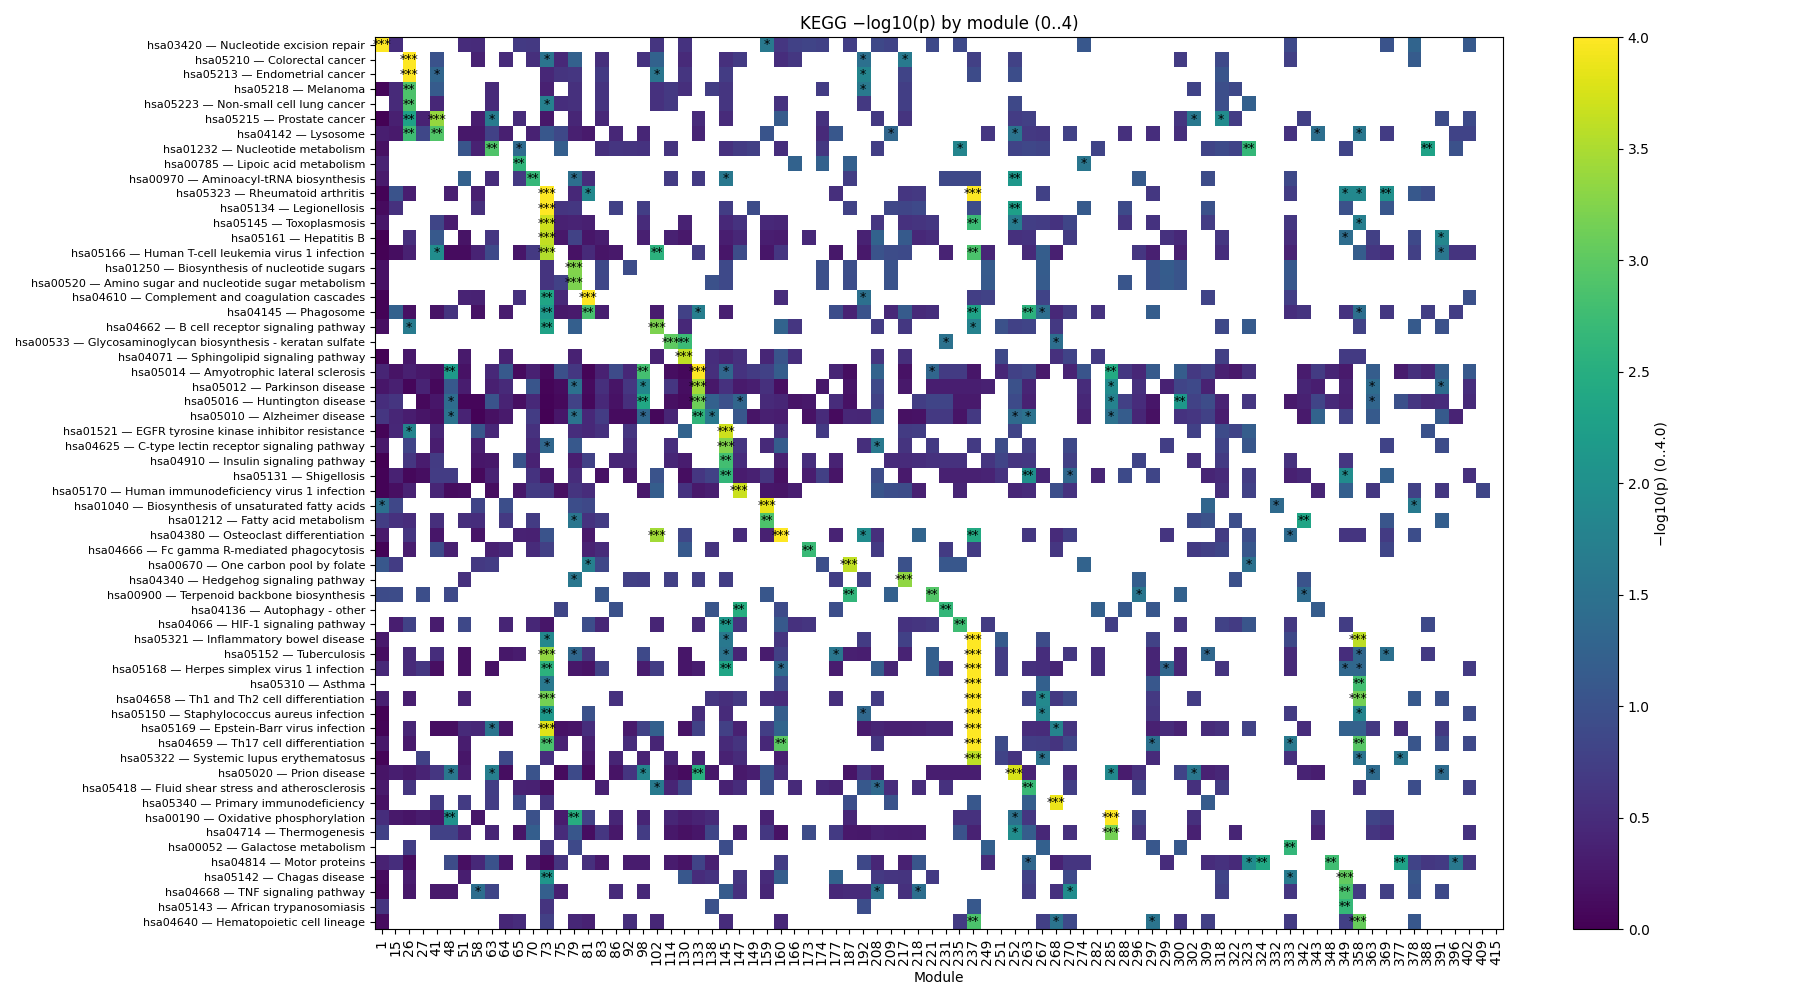 KEGG −log10(p) by module (0..4)
hsa03420 — Nucleotide excision repair
hsa05210 — Colorectal cancer
hsa05213 — Endometrial cancer
hsa05218 — Melanoma
hsa05223 — Non-small cell lung cancer
hsa05215 — Prostate cancer
hsa04142 — Lysosome
hsa01232 — Nucleotide metabolism
hsa00785 — Lipoic acid metabolism
hsa00970 — Aminoacyl-tRNA biosynthesis
hsa05323 — Rheumatoid arthritis
hsa05134 — Legionellosis
hsa05145 — Toxoplasmosis
hsa05161 — Hepatitis B
hsa05166 — Human T-cell leukemia virus 1 infection
hsa01250 — Biosynthesis of nucleotide sugars
hsa00520 — Amino sugar and nucleotide sugar metabolism
hsa04610 — Complement and coagulation cascades
hsa04145 — Phagosome
hsa04662 — B cell receptor signaling pathway
hsa00533 — Glycosaminoglycan biosynthesis - keratan sulfate
hsa04071 — Sphingolipid signaling pathway
hsa05014 — Amyotrophic lateral sclerosis
hsa05012 — Parkinson disease
hsa05016 — Huntington disease
hsa05010 — Alzheimer disease
hsa01521 — EGFR tyrosine kinase inhibitor resistance
hsa04625 — C-type lectin receptor signaling pathway
hsa04910 — Insulin signaling pathway
hsa05131 — Shigellosis
hsa05170 — Human immunodeficiency virus 1 infection
hsa01040 — Biosynthesis of unsaturated fatty acids
hsa01212 — Fatty acid metabolism
hsa04380 — Osteoclast differentiation
hsa04666 — Fc gamma R-mediated phagocytosis
hsa00670 — One carbon pool by folate
hsa04340 — Hedgehog signaling pathway
hsa00900 — Terpenoid backbone biosynthesis
hsa04136 — Autophagy - other
hsa04066 — HIF-1 signaling pathway
hsa05321 — Inflammatory bowel disease
hsa05152 — Tuberculosis
hsa05168 — Herpes simplex virus 1 infection
hsa05310 — Asthma
hsa04658 — Th1 and Th2 cell differentiation
hsa05150 — Staphylococcus aureus infection
hsa05169 — Epstein-Barr virus infection
hsa04659 — Th17 cell differentiation
hsa05322 — Systemic lupus erythematosus
hsa05020 — Prion disease
hsa05418 — Fluid shear stress and atherosclerosis
hsa05340 — Primary immunodeficiency
hsa00190 — Oxidative phosphorylation
hsa04714 — Thermogenesis
hsa00052 — Galactose metabolism
hsa04814 — Motor proteins
hsa05142 — Chagas disease
hsa04668 — TNF signaling pathway
hsa05143 — African trypanosomiasis
hsa04640 — Hematopoietic cell lineage
1 15 26 27 41 48 51 58 63 64 65 70 73 75 79 81 83 86 92 98 102 114 130 133 138 145 147 149 159 160 166 173 174 177 187 192 208 209 217 218 221 231 235 237 249 251 252 263 267 268 270 274 282 285 288 296 297 299 300 302 309 318 322 323 324 332 333 342 343 348 349 358 363 369 377 378 388 391 396 402 409 415
Module
4.0
3.5
3.0
2.5
2.0
1.5
1.0
0.5
0.0
−log10(p) (0..4.0)